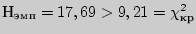 Hэмп = 17,69 > 9,21 = χ²кр